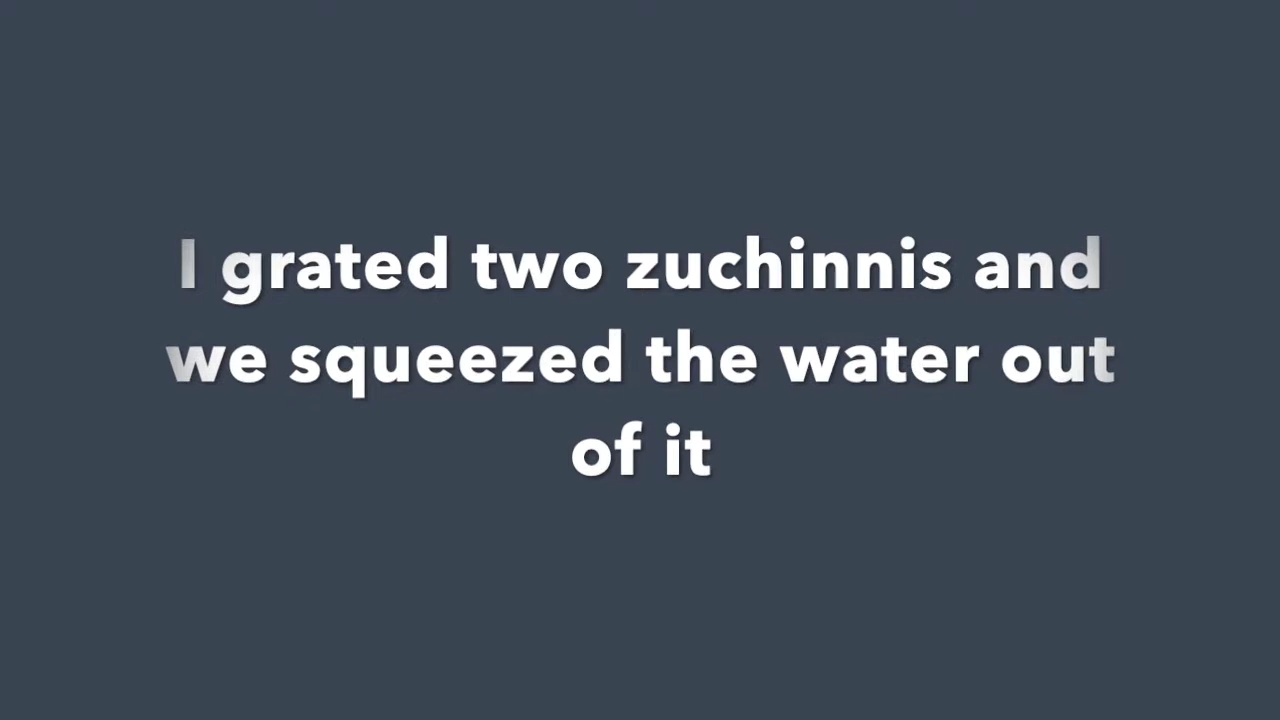 I grated two zuchinnis and
we squeezed the water out
of it